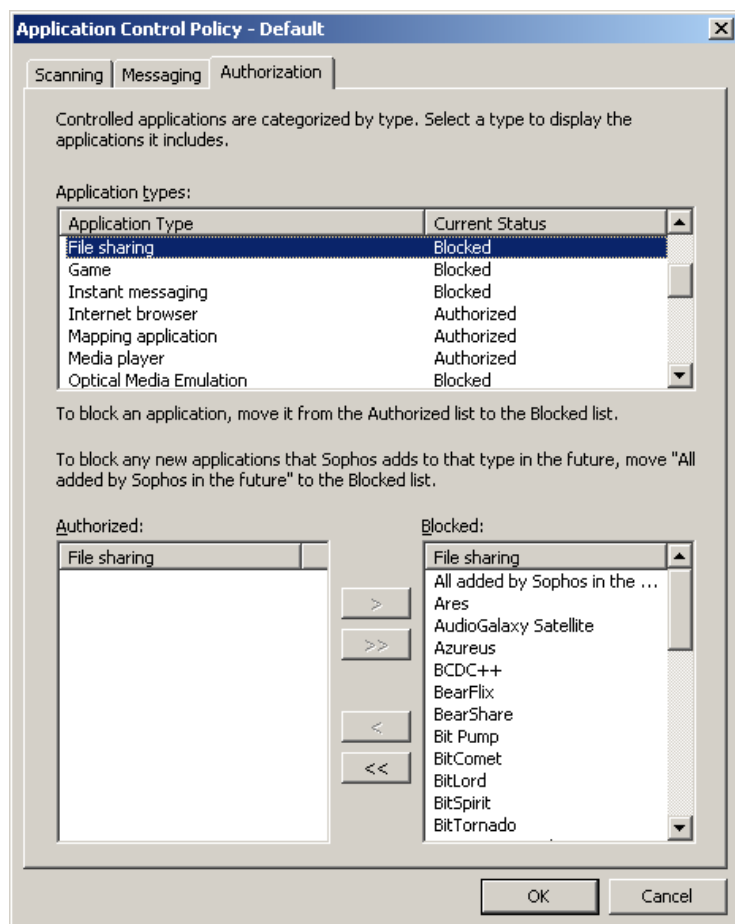 Application Control Policy - Default
Scanning Messaging Authorization
Controlled applications are categorized by type. Select a type to display the
applications it includes.
Application types:
Application Type Current Status
File sharing Blocked
Game Blocked
Instant messaging Blocked
Internet browser Authorized
Mapping application Authorized
Media player Authorized
Optical Media Emulation Blocked
To block an application, move it from the Authorized list to the Blocked list.
To block any new applications that Sophos adds to that type in the future, move "All
added by Sophos in the future" to the Blocked list.
Authorized: Blocked:
File sharing File sharing
All added by Sophos in the ...
> Ares
AudioGalaxy Satellite
>> Azureus
BCDC++
BearFlix
< BearShare
Bit Pump
<< BitComet
BitLord
BitSpirit
BitTornado
OK Cancel